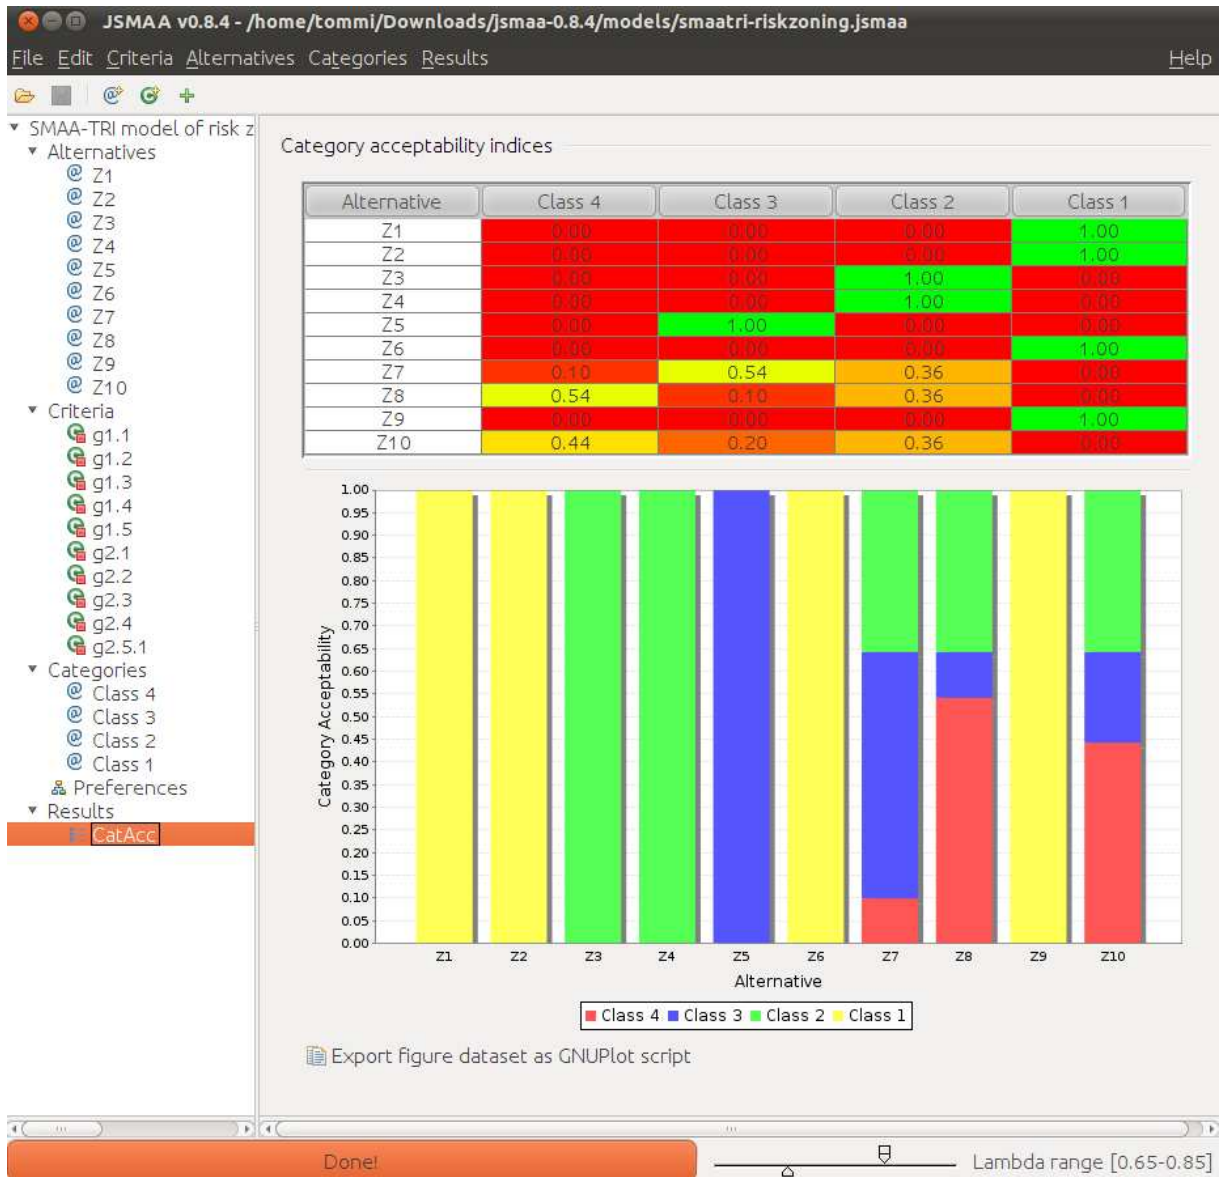 JSMAA v0.8.4 - /home/tommi/Downloads/jsmaa-0.8.4/models/smaatri-riskzoning.jsmaa
File Edit Criteria Alternatives Categories Results Help
SMAA-TRI model of risk z
Alternatives
Z1
Z2
Z3
Z4
Z5
Z6
Z7
Z8
Z9
Z10
Criteria
g1.1
g1.2
g1.3
g1.4
g1.5
g2.1
g2.2
g2.3
g2.4
g2.5.1
Categories
Class 4
Class 3
Class 2
Class 1
Preferences
Results
CatAcc
Category acceptability indices
Alternative Class 4 Class 3 Class 2 Class 1
Z1 0.00 0.00 0.00 1.00
Z2 0.00 0.00 0.00 1.00
Z3 0.00 0.00 1.00 0.00
Z4 0.00 0.00 1.00 0.00
Z5 0.00 1.00 0.00 0.00
Z6 0.00 0.00 0.00 1.00
Z7 0.10 0.54 0.36 0.00
Z8 0.54 0.10 0.36 0.00
Z9 0.00 0.00 0.00 1.00
Z10 0.44 0.20 0.36 0.00
Category Acceptability
1.00
0.95
0.90
0.85
0.80
0.75
0.70
0.65
0.60
0.55
0.50
0.45
0.40
0.35
0.30
0.25
0.20
0.15
0.10
0.05
0.00
Z1 Z2 Z3 Z4 Z5 Z6 Z7 Z8 Z9 Z10
Alternative
Class 4 Class 3 Class 2 Class 1
Export figure dataset as GNUPlot script
Done!
Lambda range [0.65-0.85]